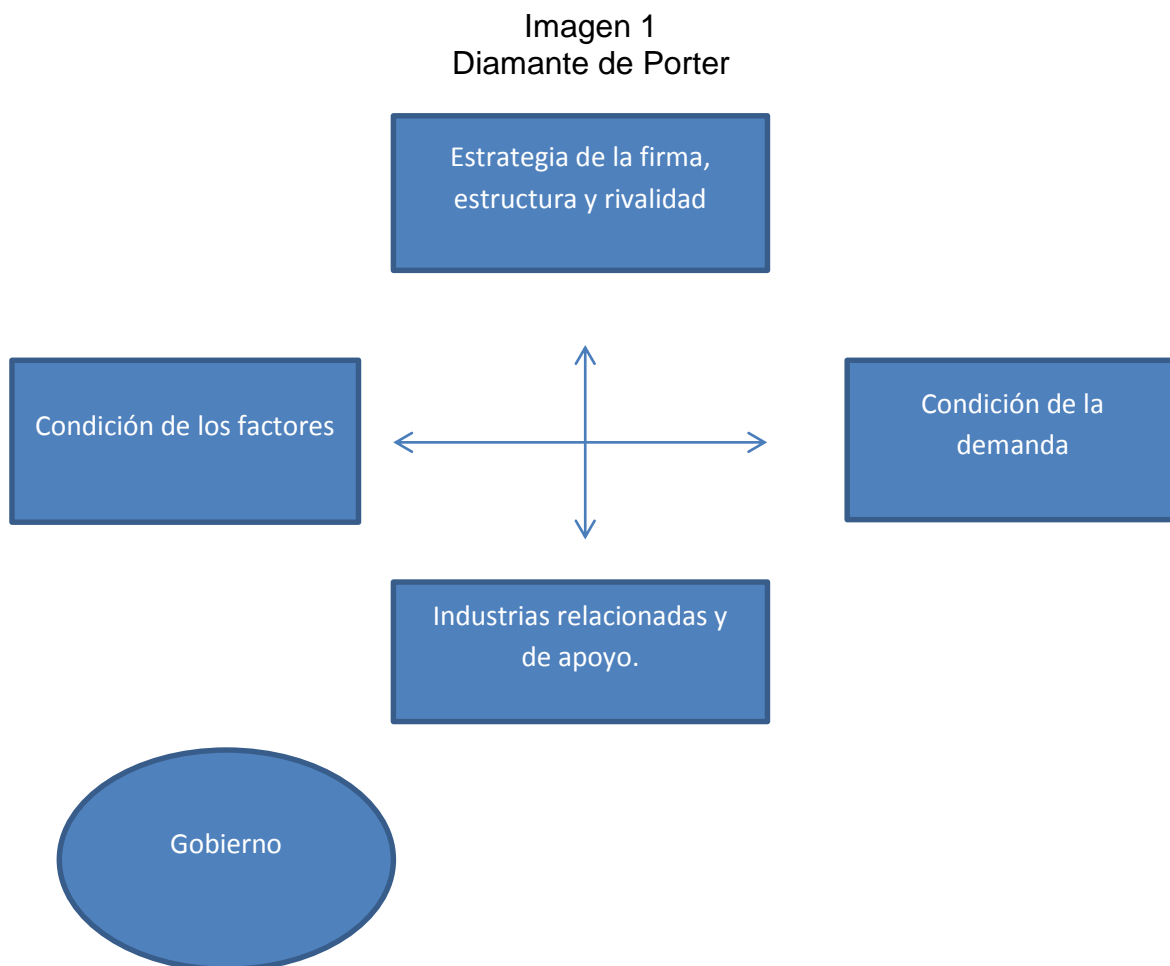 Imagen 1
Diamante de Porter
Estrategia de la firma,
estructura y rivalidad
Condición de los factores
Condición de la
demanda
Industrias relacionadas y
de apoyo.
Gobierno